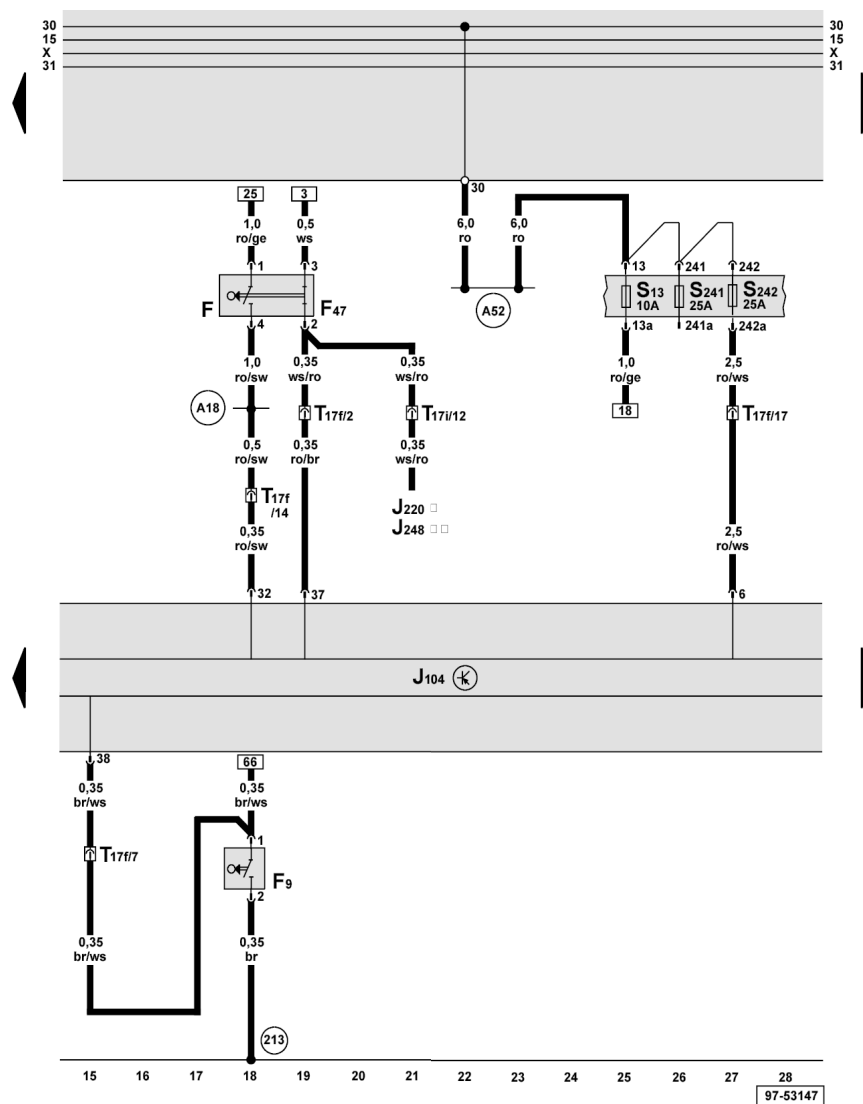 30 30
15 15
X X
31 31
30
25 3
1,0 0,5 6,0 6,0
ro/ge ws ro ro
1 3 13 241 242
F F47 A52 S13 S241 S242
10A 25A 25A
4 2 13a 241a 242a
1,0 0,35 0,35 1,0 2,5
ro/sw ws/ro ws/ro ro/ge ro/ws
A18 T17f/2 T17i/12 18 T17f/17
0,5 0,35 0,35
ro/sw ro/br ws/ro
T17f
/14
J220
J248
0,35 2,5
ro/sw ro/ws
32 37 6
J104
38 66
0,35 0,35
br/ws br/ws
1
T17f/7
F9
2
0,35 0,35
br/ws br
213
15 16 17 18 19 20 21 22 23 24 25 26 27 28
97-53147